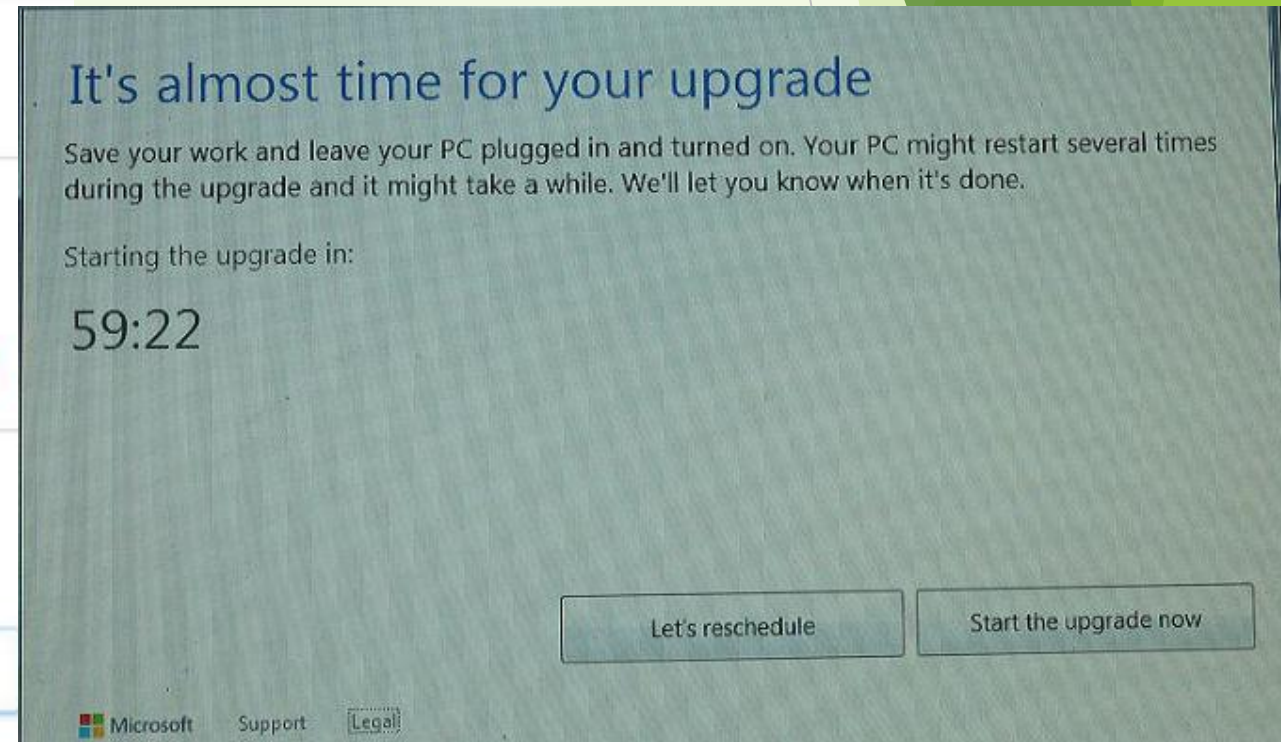 It's almost time for your upgrade
Save your work and leave your PC plugged in and turned on. Your PC might restart several times
during the upgrade and it might take a while. We'll let you know when it's done.
Starting the upgrade in:
59:22
Let's reschedule
Start the upgrade now
Microsoft Support Legal